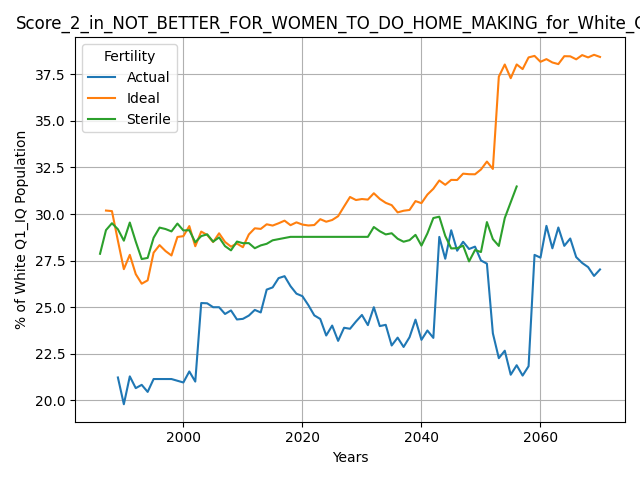 Score_2_in_NOT_BETTER_FOR_WOMEN_TO_DO_HOME_MAKING_for_White_Q
Fertility
Actual
Ideal
Sterile
37.5
35.0
32.5
30.0
27.5
25.0
22.5
20.0
% of White Q1_IQ Population
2000
2020
2040
2060
Years